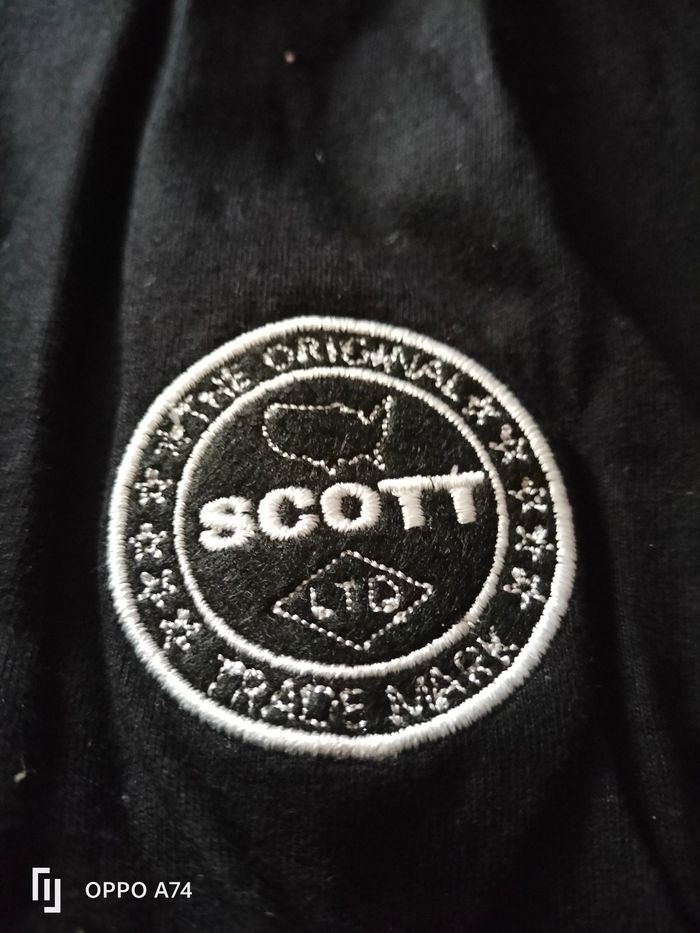 THE ORIGINAL
SCOTT
LTD.
TRADE MARK
OPPO A74